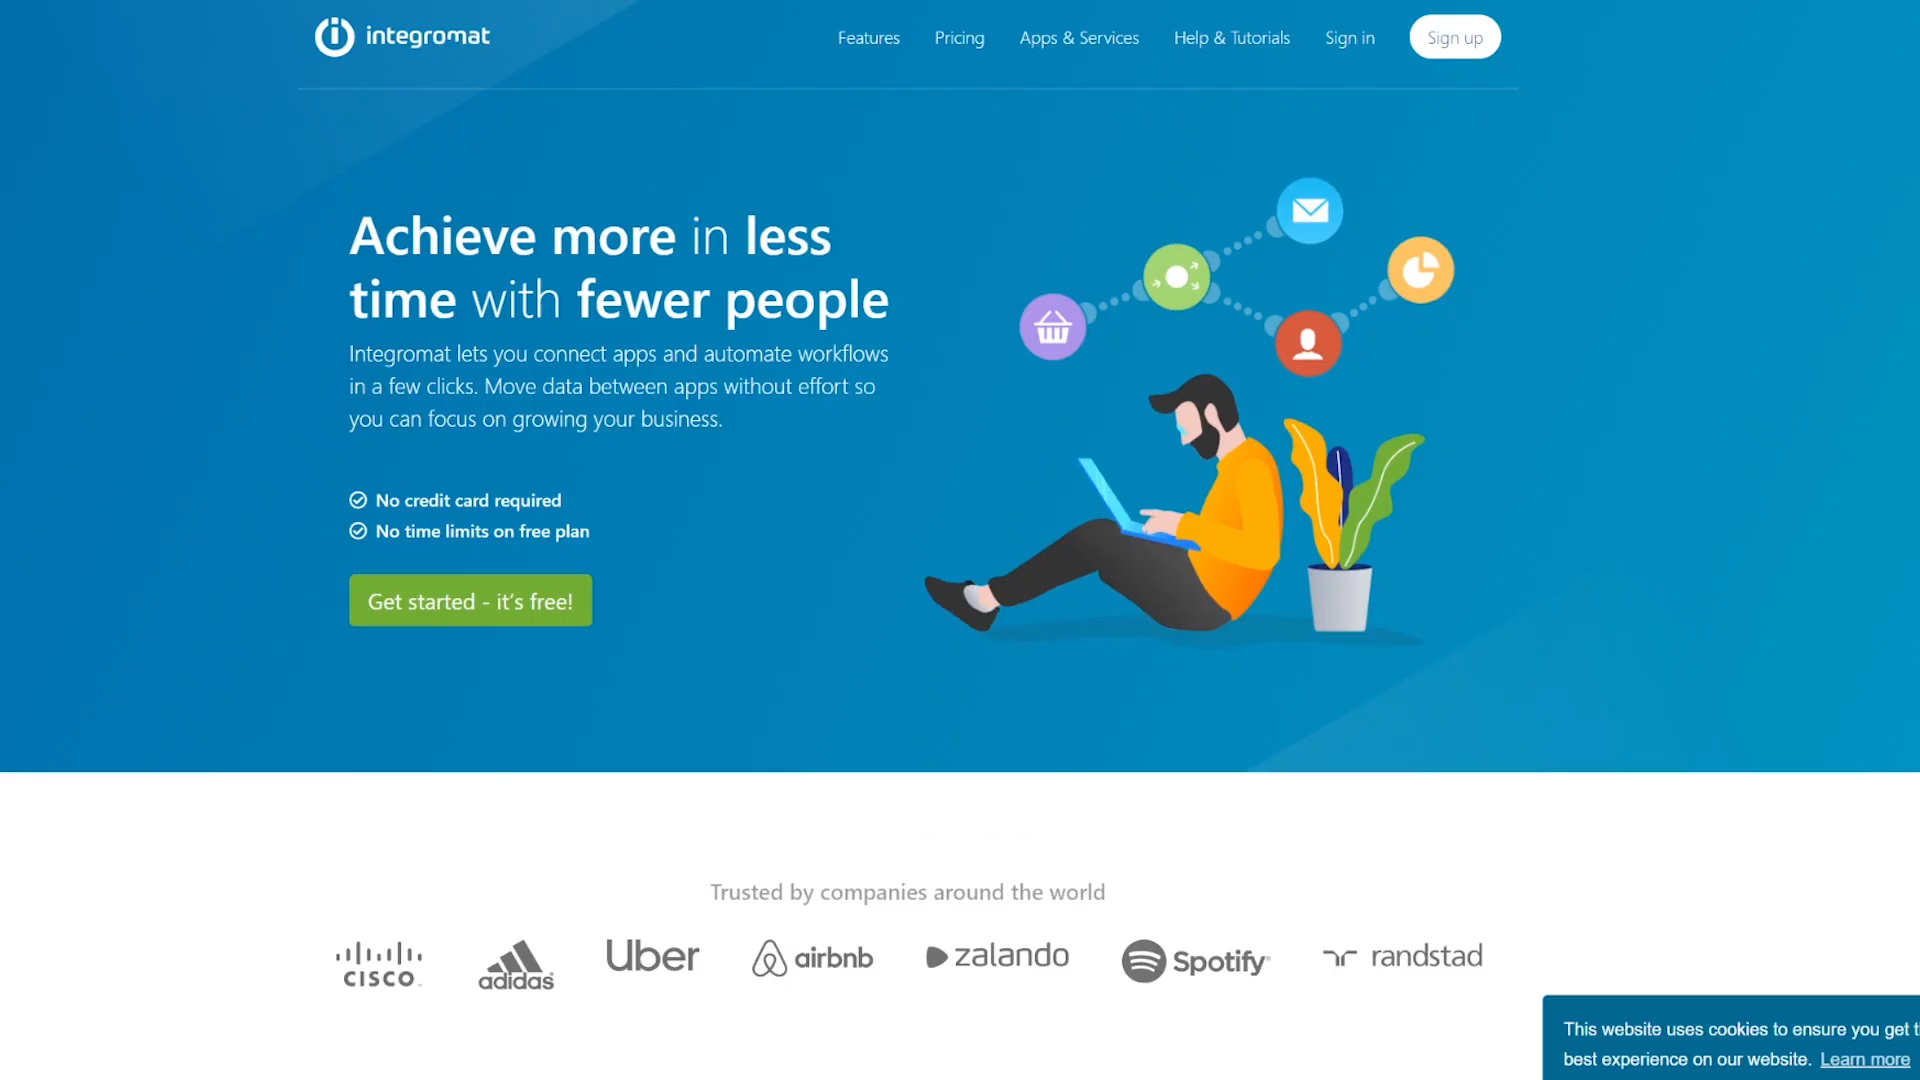 integromat
Features
Pricing
Apps & Services
Help & Tutorials
Sign in
Sign up
Achieve more in less
time with fewer people
Integromat lets you connect apps and automate workflows
in a few clicks. Move data between apps without effort so
you can focus on growing your business.
No credit card required
No time limits on free plan
Get started - it's free!
Trusted by companies around the world
CISCO
adidas
Uber
airbnb
zalando
Spotify
randstad
This website uses cookies to ensure you get
best experience on our website. Learn more